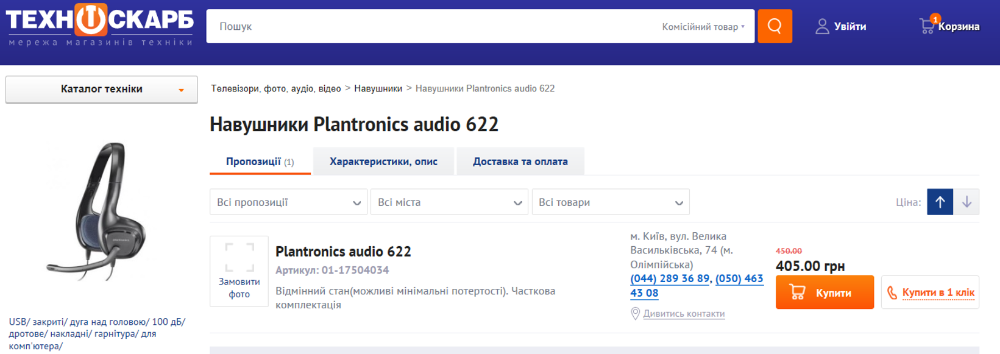 ТЕХНОСКАРБ
мережа магазинів техніки
Пошук
Комісійний товар
Увійти
1
Корзина
Каталог техніки
Телевізори, фото, аудіо, відео > Навушники > Навушники Plantronics audio 622
Навушники Plantronics audio 622
Пропозиції (1)
Характеристики, опис
Доставка та оплата
Всі пропозиції
Всі міста
Всі товари
Ціна:
Замовити
фото
Plantronics audio 622
Артикул: 01-17504034
Відмінний стан(можливі мінімальні потертості). Часткова
комплектація
м. Київ, вул. Велика
Васильківська, 74 (м.
Олімпійська)
(044) 289 36 89, (050) 463
43 08
Дивитись контакти
450.00
405.00 грн
Купити
Купити в 1 клік
USB/ закриті/ дуга над головою/ 100 дБ/
дротове/ накладні/ гарнітура/ для
комп'ютера/